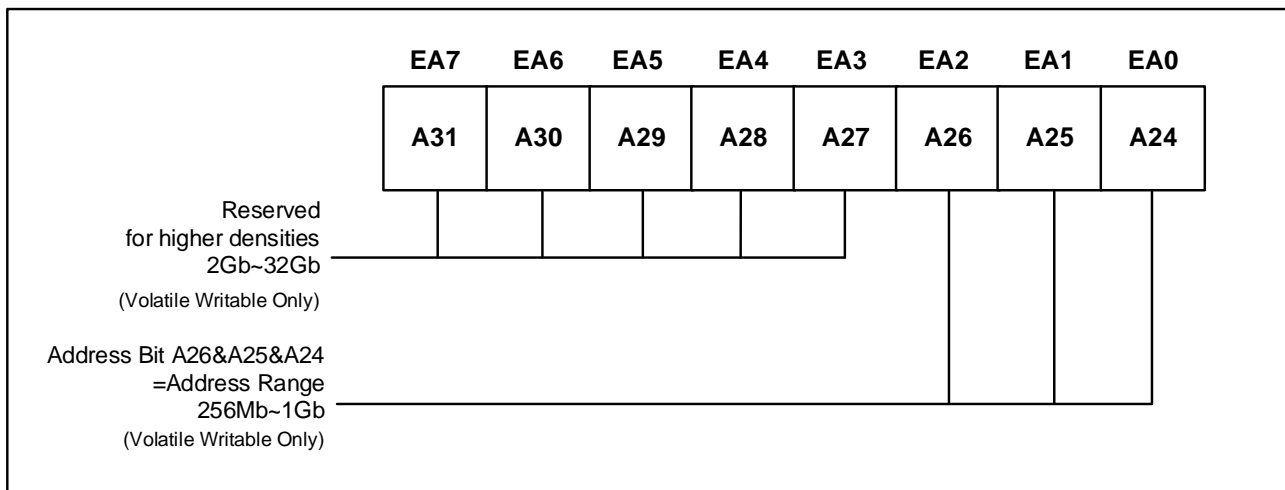 EA7 EA6 EA5 EA4 EA3 EA2 EA1 EA0
A31 A30 A29 A28 A27 A26 A25 A24
Reserved
for higher densities
2Gb~32Gb
(Volatile Writable Only)
Address Bit A26&A25&A24
=Address Range
256Mb~1Gb
(Volatile Writable Only)